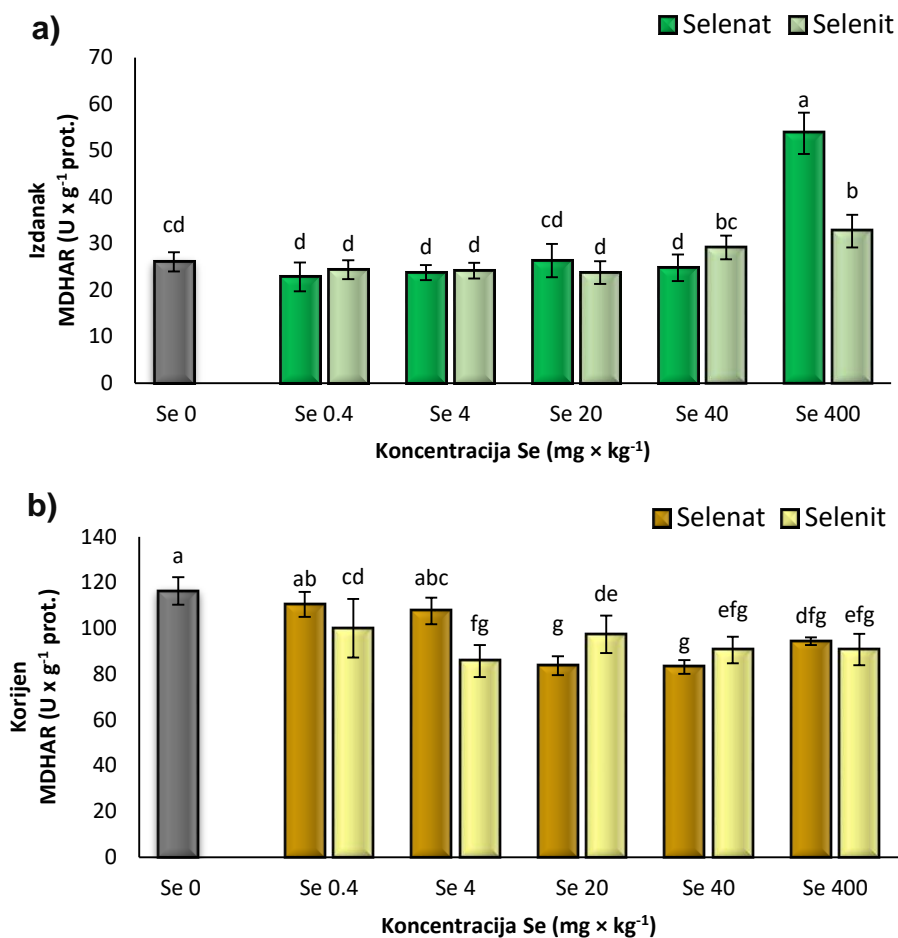 a)
Selenat Selenit
Izdanak
MDHAR (U x g⁻¹ prot.)
70
60
50
40
30
20
10
0
cd d d d d cd d d bc a b
Se 0 Se 0.4 Se 4 Se 20 Se 40 Se 400
Koncentracija Se (mg × kg⁻¹)
b)
Selenat Selenit
Korijen
MDHAR (U x g⁻¹ prot.)
140
120
100
80
60
40
20
0
a ab cd abc fg g de g efg dfg efg
Se 0 Se 0.4 Se 4 Se 20 Se 40 Se 400
Koncentracija Se (mg × kg⁻¹)